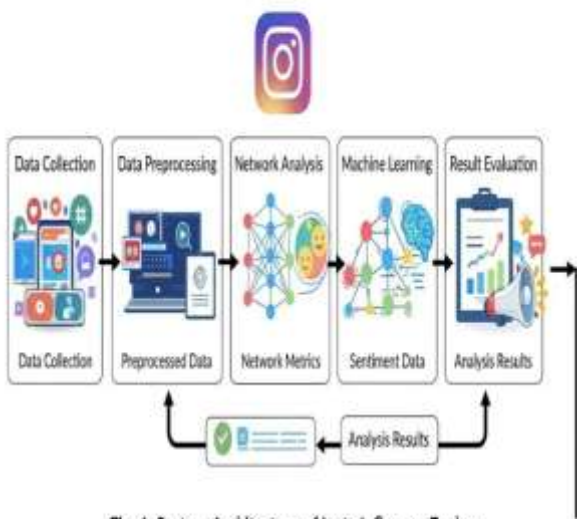 Data Collection
Data Preprocessing
Network Analysis
Machine Learning
Result Evaluation
Data Collection
Preprocessed Data
Network Metrics
Sentiment Data
Analysis Results
Analysis Results